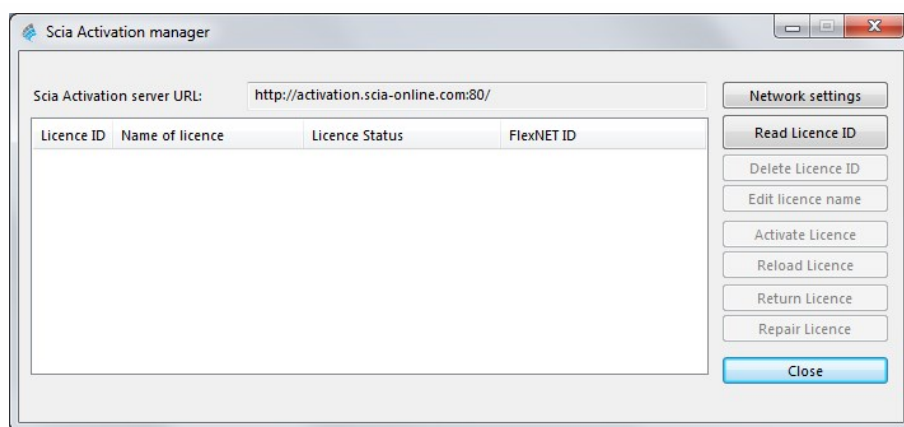 Scia Activation manager
Scia Activation server URL: http://activation.scia-online.com:80/
Network settings
Licence ID Name of licence Licence Status FlexNET ID
Read Licence ID
Delete Licence ID
Edit licence name
Activate Licence
Reload Licence
Return Licence
Repair Licence
Close